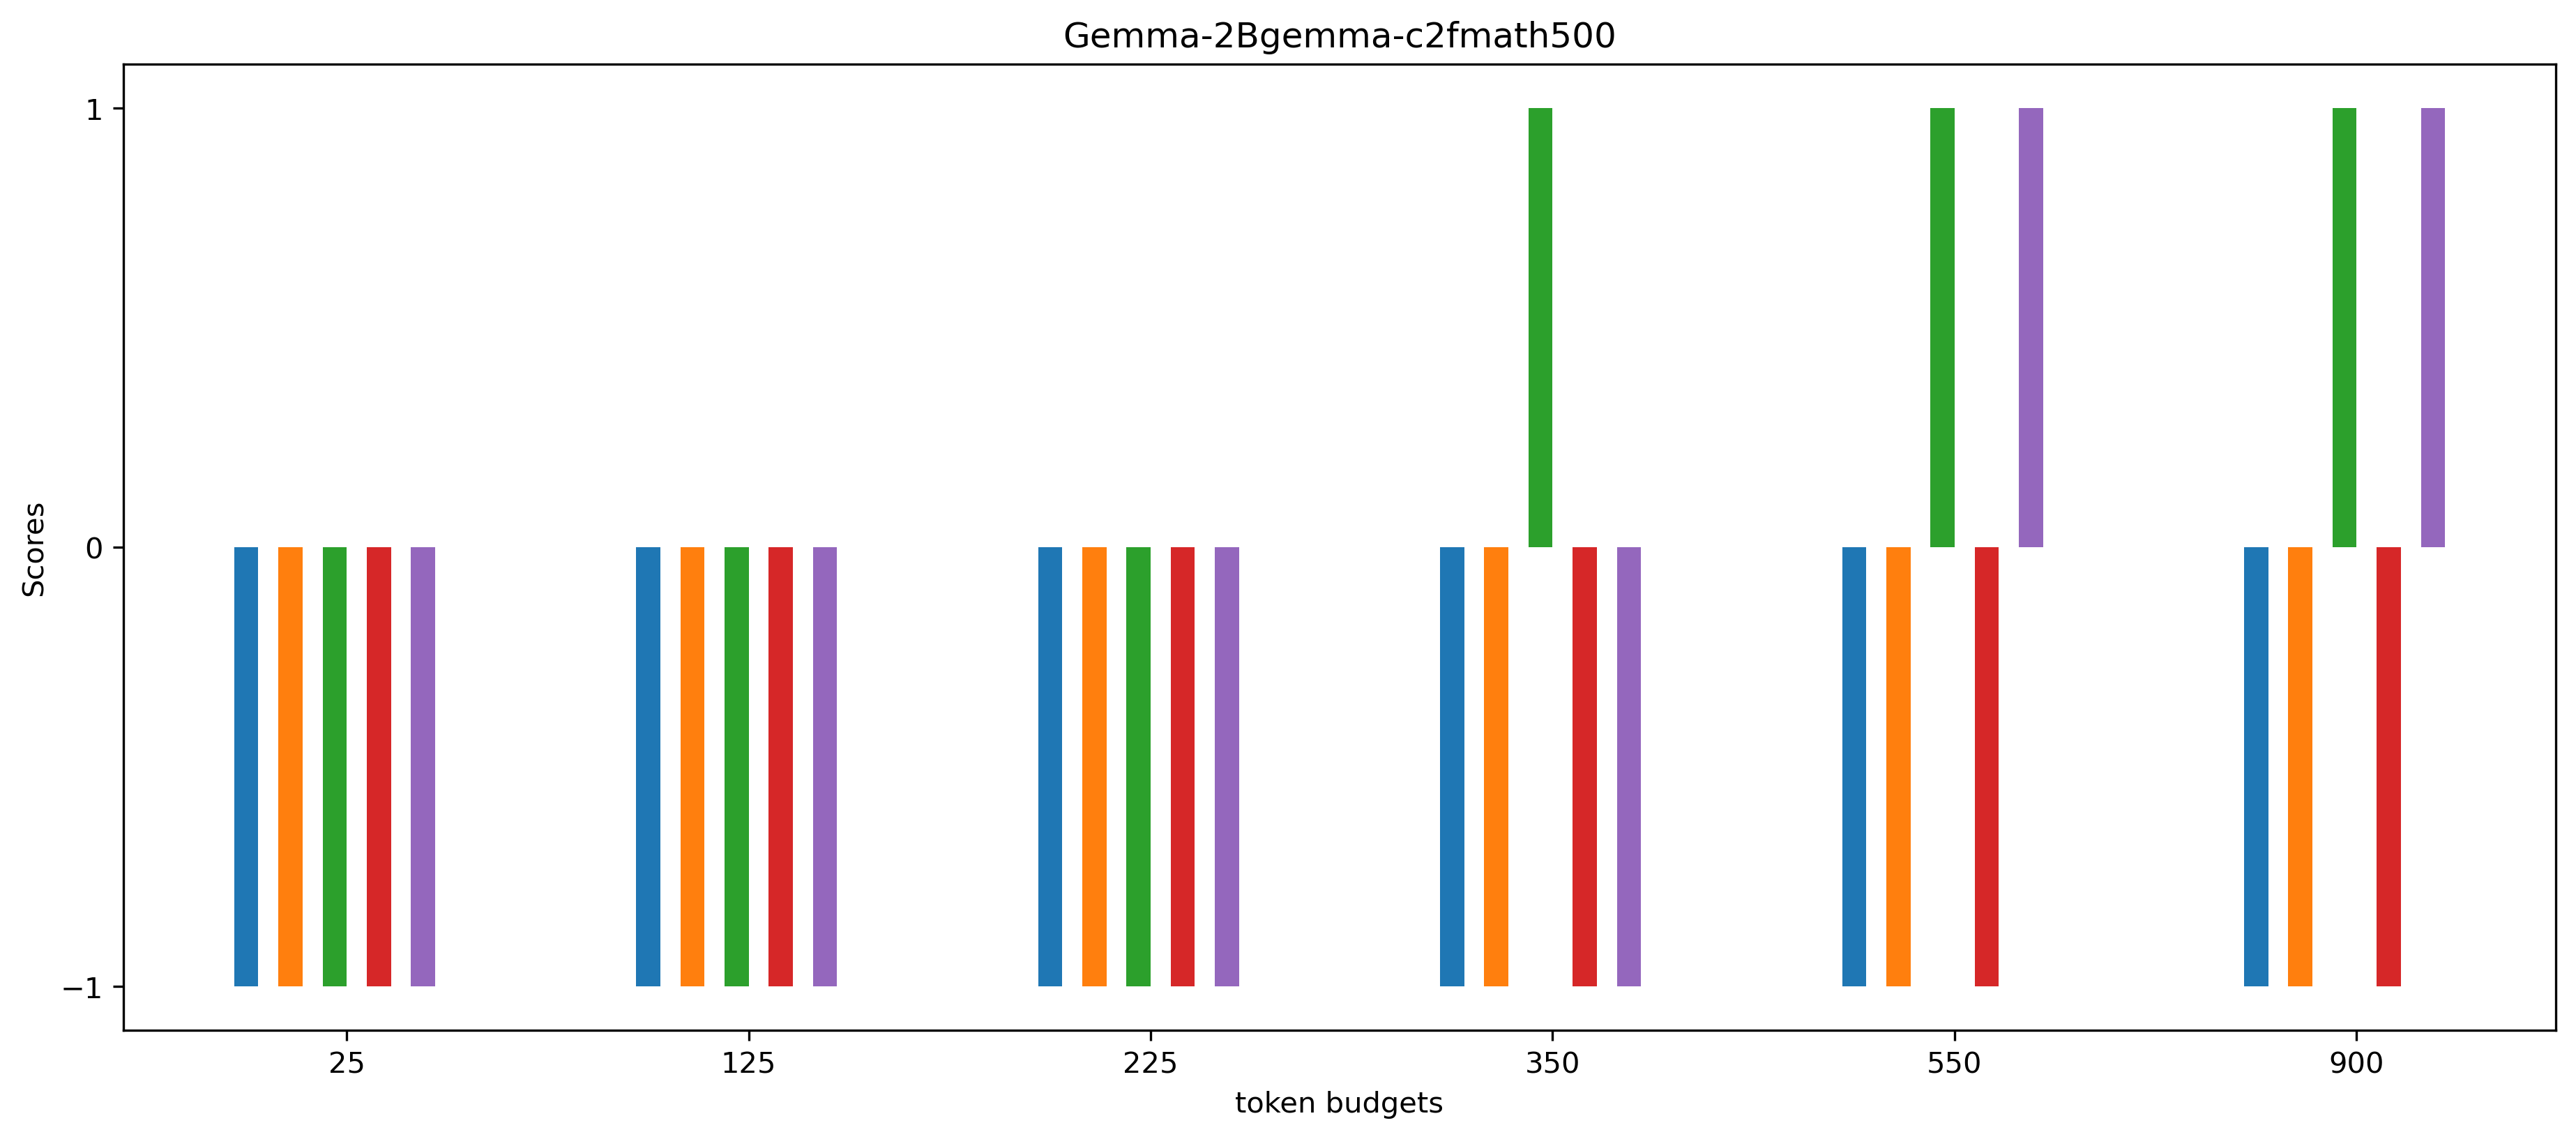 Gemma-2Bgemma-c2fmath500
Scores
1
0
−1
25 125 225 350 550 900
token budgets